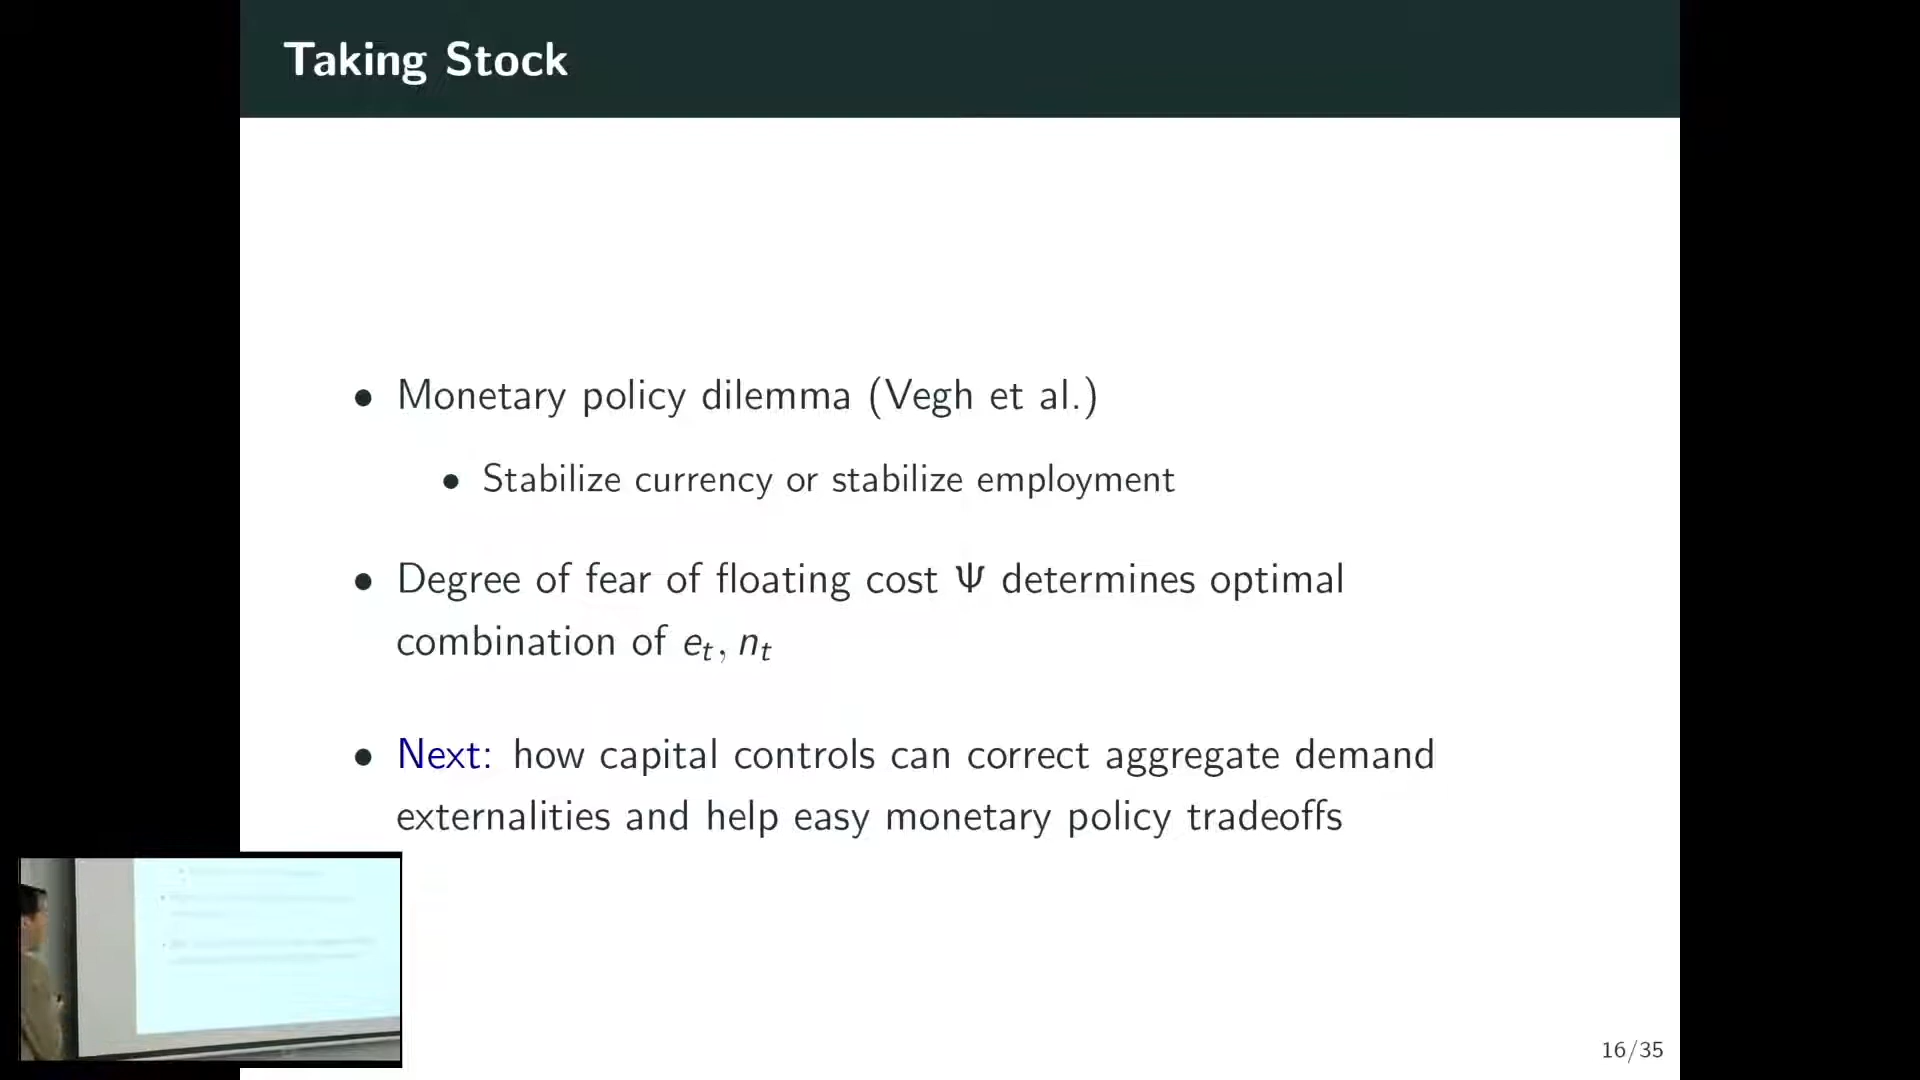 Taking Stock
• Monetary policy dilemma (Vegh et al.)
• Stabilize currency or stabilize employment
• Degree of fear of floating cost Ψ determines optimal
combination of eₜ, nₜ
• Next: how capital controls can correct aggregate demand
externalities and help easy monetary policy tradeoffs
16/35